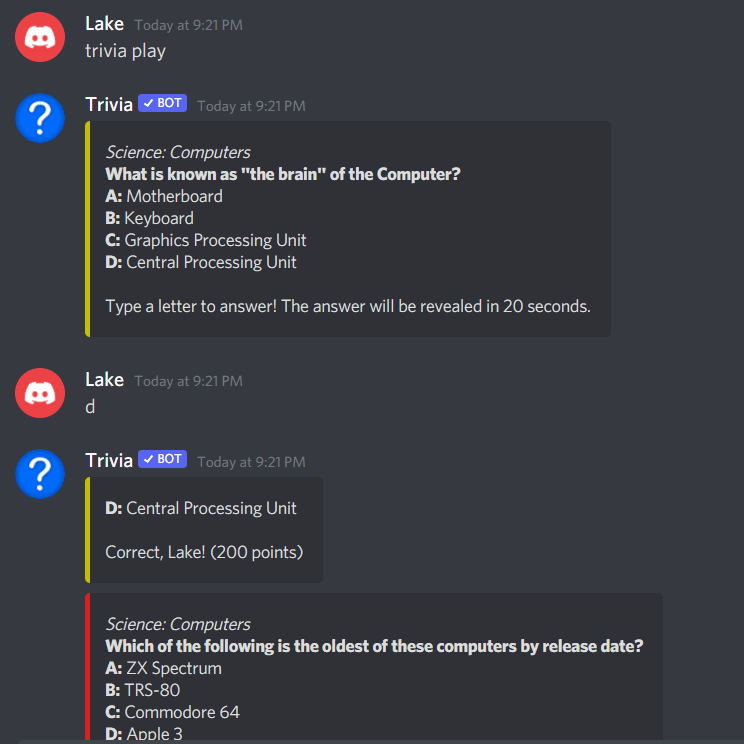 Lake Today at 9:21 PM
trivia play
Trivia ✓ BOT Today at 9:21 PM
Science: Computers
What is known as "the brain" of the Computer?
A: Motherboard
B: Keyboard
C: Graphics Processing Unit
D: Central Processing Unit
Type a letter to answer! The answer will be revealed in 20 seconds.
Lake Today at 9:21 PM
d
Trivia ✓ BOT Today at 9:21 PM
D: Central Processing Unit
Correct, Lake! (200 points)
Science: Computers
Which of the following is the oldest of these computers by release date?
A: ZX Spectrum
B: TRS-80
C: Commodore 64
D: Apple 3